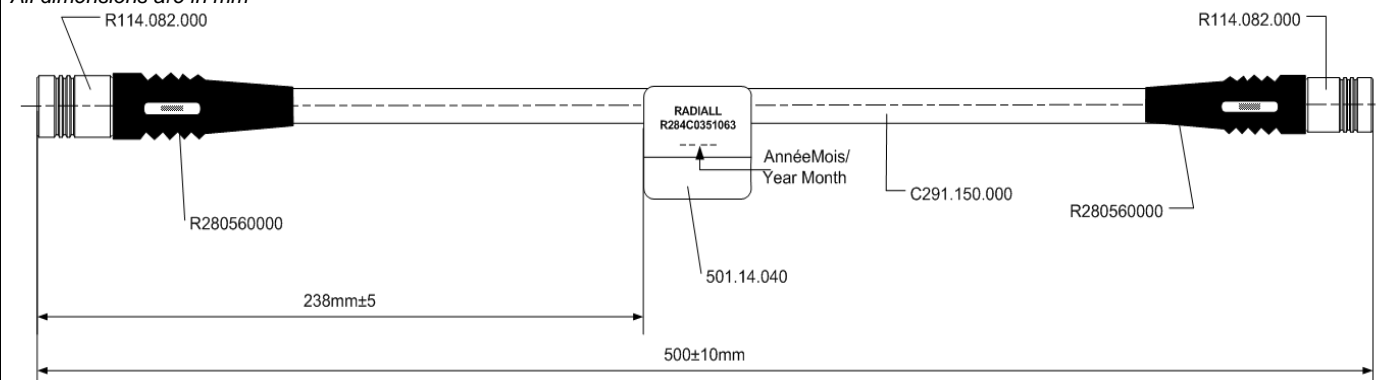 All dimensions are in mm
R114.082.000
R114.082.000
RADIALL
R284C0351063
AnnéeMois/
Year Month
C291.150.000
R280560000
R280560000
501.14.040
238mm±5
500±10mm